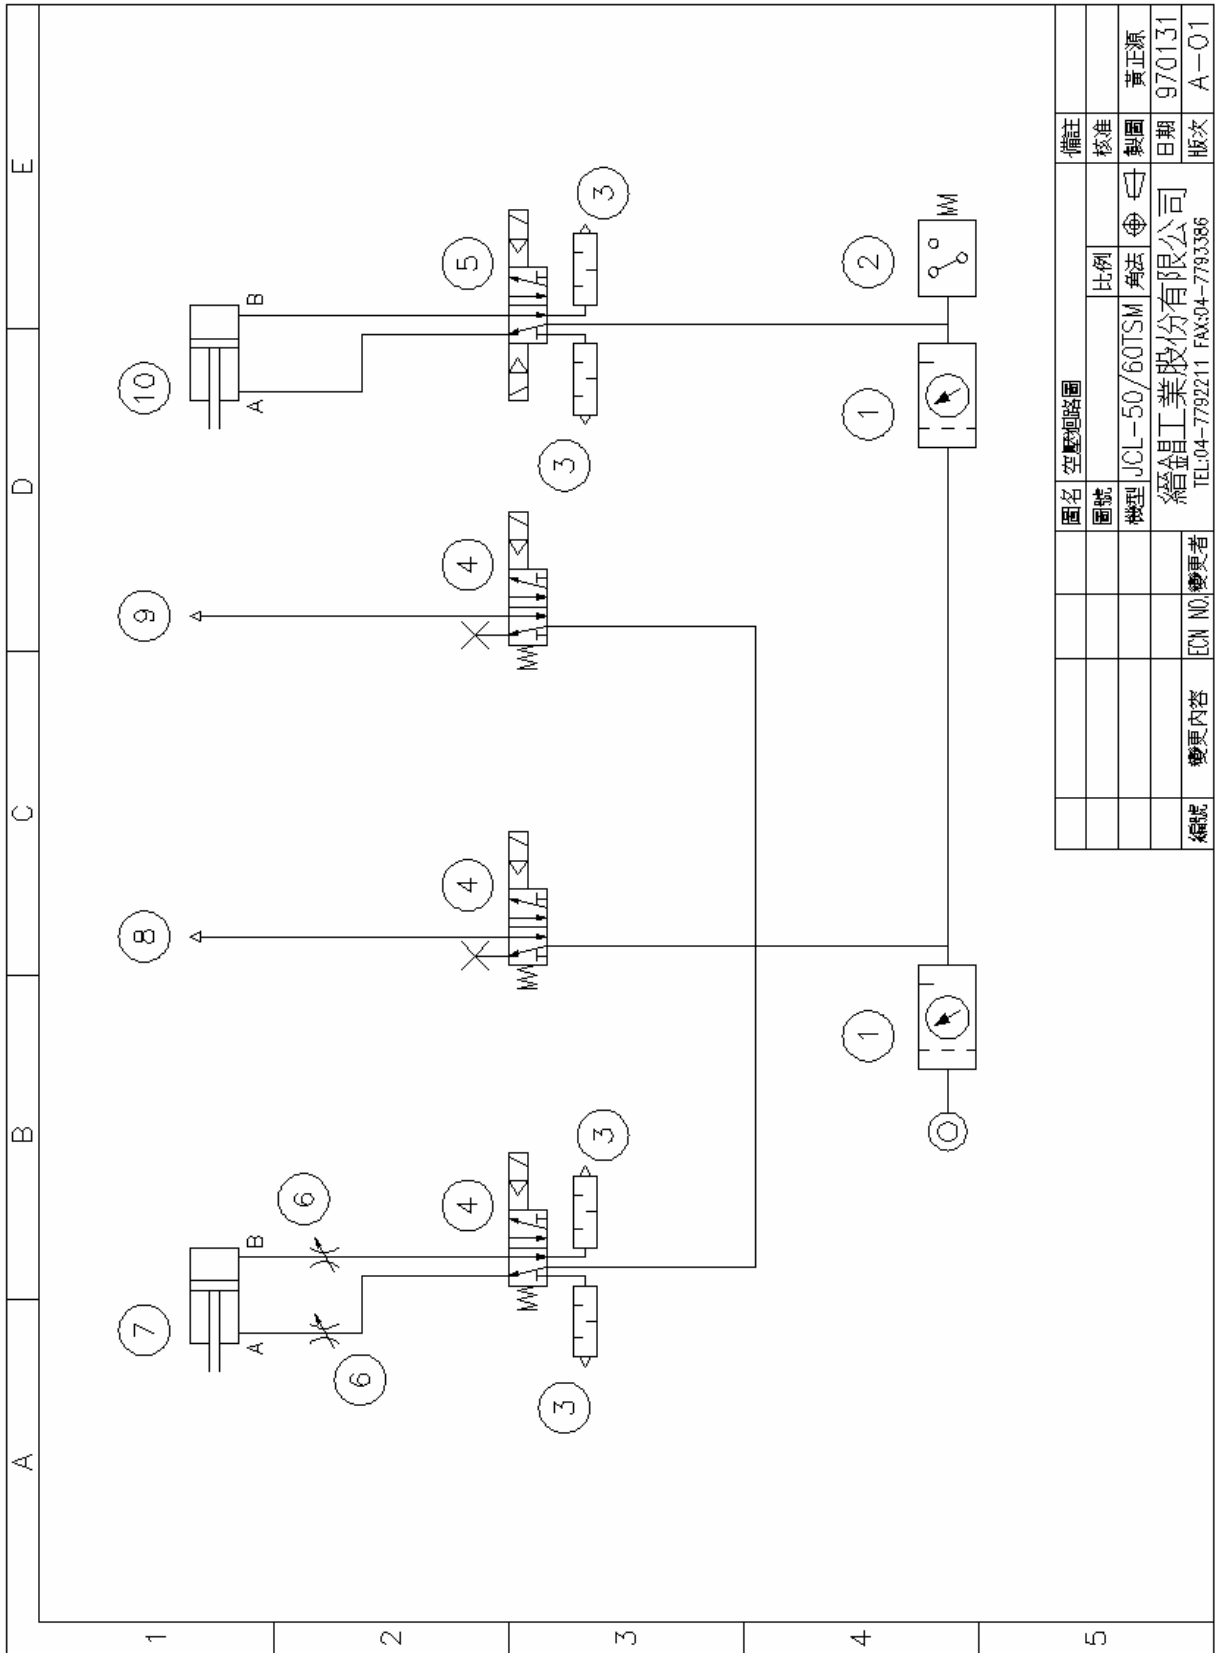 A B C D E
1
2
3
4
5
7
8
9
10
A B
A B
6
6
4
4
4
5
3
3
3
3
1
1
2
圖名 空壓迴路圖 備註
圖號 比例 核准
機型 JCL-50/60TSM 角法 製圖 黃正源
縉錩工業股份有限公司 日期 970131
TEL:04-7792211 FAX:04-7793386 版次 A-01
編號 變更內容 ECN NO. 變更者